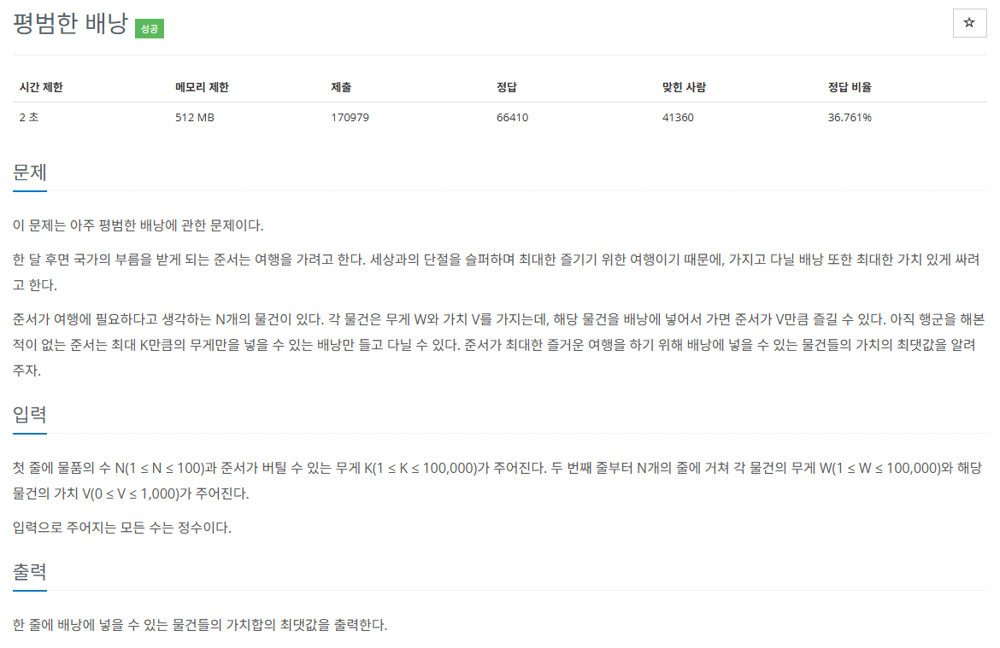 평범한 배낭 성공
☆
시간 제한 메모리 제한 제출 정답 맞힌 사람 정답 비율
2 초 512 MB 170979 66410 41360 36.761%
문제
이 문제는 아주 평범한 배낭에 관한 문제이다.
한 달 후면 국가의 부름을 받게 되는 준서는 여행을 가려고 한다. 세상과의 단절을 슬퍼하며 최대한 즐기기 위한 여행이기 때문에, 가지고 다닐 배낭 또한 최대한 가치 있게 싸려
고 한다.
준서가 여행에 필요하다고 생각하는 N개의 물건이 있다. 각 물건은 무게 W와 가치 V를 가지는데, 해당 물건을 배낭에 넣어서 가면 준서가 V만큼 즐길 수 있다. 아직 행군을 해본
적이 없는 준서는 최대 K만큼의 무게만을 넣을 수 있는 배낭만 들고 다닐 수 있다. 준서가 최대한 즐거운 여행을 하기 위해 배낭에 넣을 수 있는 물건들의 가치의 최댓값을 알려
주자.
입력
첫 줄에 물품의 수 N(1 ≤ N ≤ 100)과 준서가 버틸 수 있는 무게 K(1 ≤ K ≤ 100,000)가 주어진다. 두 번째 줄부터 N개의 줄에 거쳐 각 물건의 무게 W(1 ≤ W ≤ 100,000)와 해당
물건의 가치 V(0 ≤ V ≤ 1,000)가 주어진다.
입력으로 주어지는 모든 수는 정수이다.
출력
한 줄에 배낭에 넣을 수 있는 물건들의 가치합의 최댓값을 출력한다.